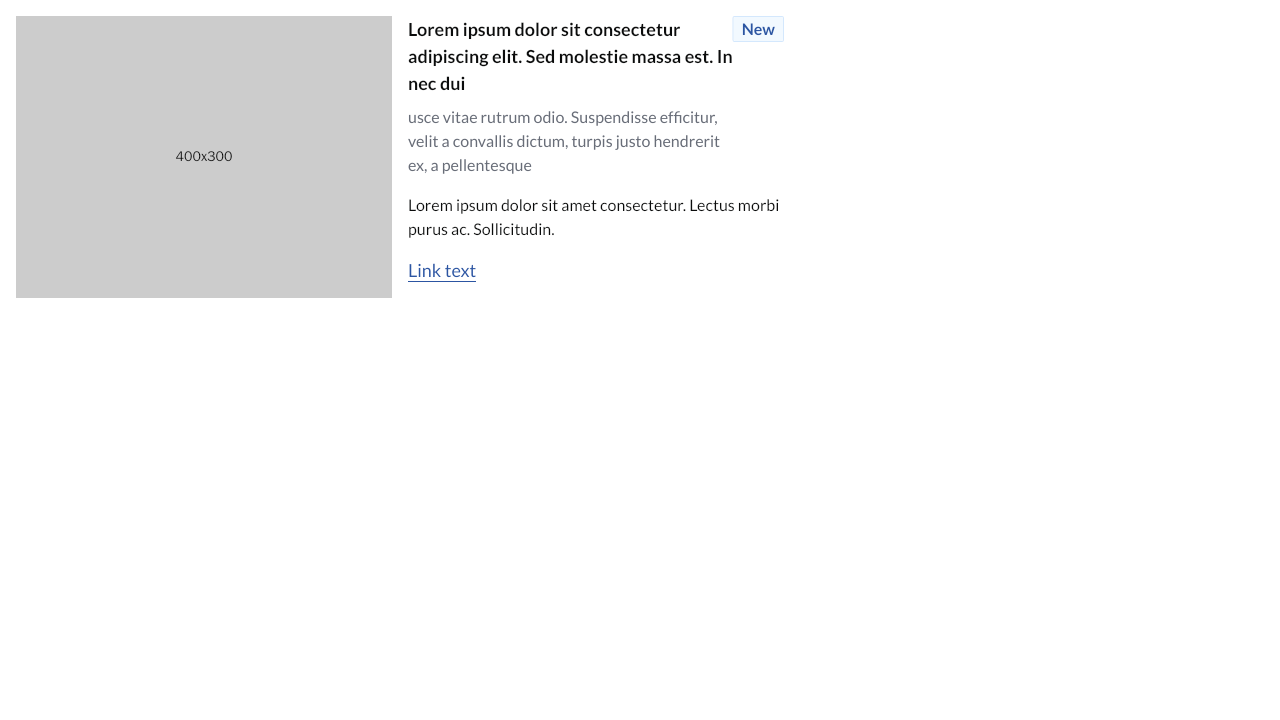 400x300
Lorem ipsum dolor sit consectetur
adipiscing elit. Sed molestie massa est. In
nec dui
New
usce vitae rutrum odio. Suspendisse efficitur,
velit a convallis dictum, turpis justo hendrerit
ex, a pellentesque
Lorem ipsum dolor sit amet consectetur. Lectus morbi
purus ac. Sollicitudin.
Link text